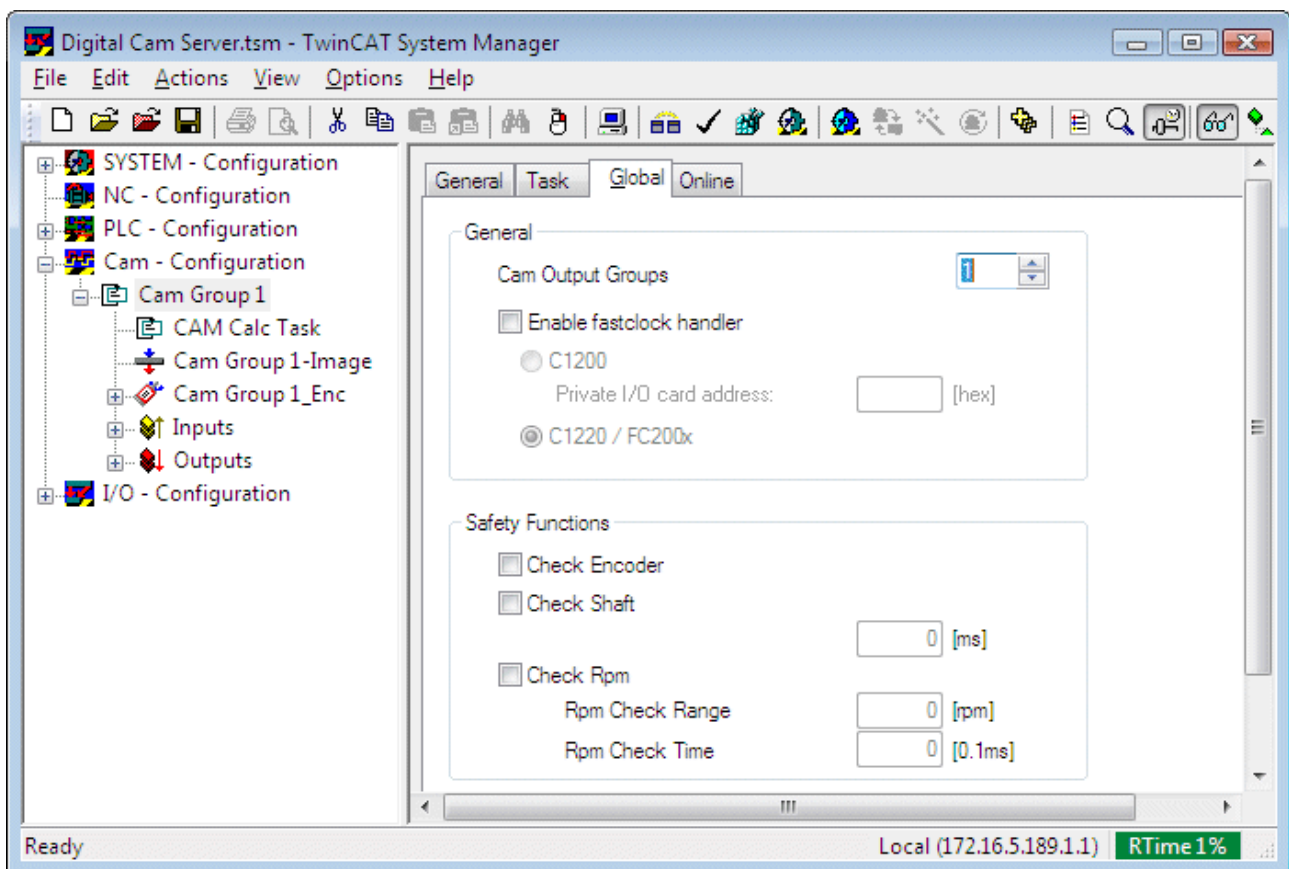 Digital Cam Server.tsm - TwinCAT System Manager
File Edit Actions View Options Help
SYSTEM - Configuration
NC - Configuration
PLC - Configuration
Cam - Configuration
Cam Group 1
CAM Calc Task
Cam Group 1-Image
Cam Group 1_Enc
Inputs
Outputs
I/O - Configuration
General Task Global Online
General
Cam Output Groups 1
Enable fastclock handler
C1200
Private I/O card address: [hex]
C1220 / FC200x
Safety Functions
Check Encoder
Check Shaft
0 [ms]
Check Rpm
Rpm Check Range 0 [rpm]
Rpm Check Time 0 [0.1ms]
Ready Local (172.16.5.189.1.1) RTime 1%